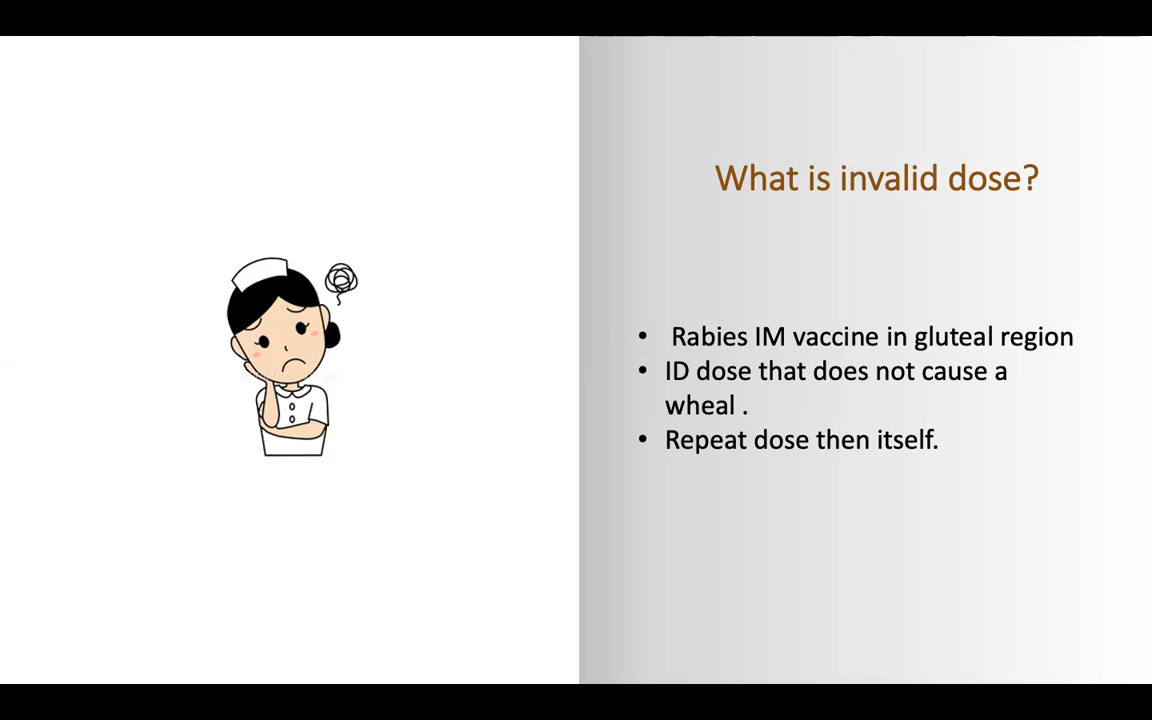 What is invalid dose?
• Rabies IM vaccine in gluteal region
• ID dose that does not cause a
wheal .
• Repeat dose then itself.